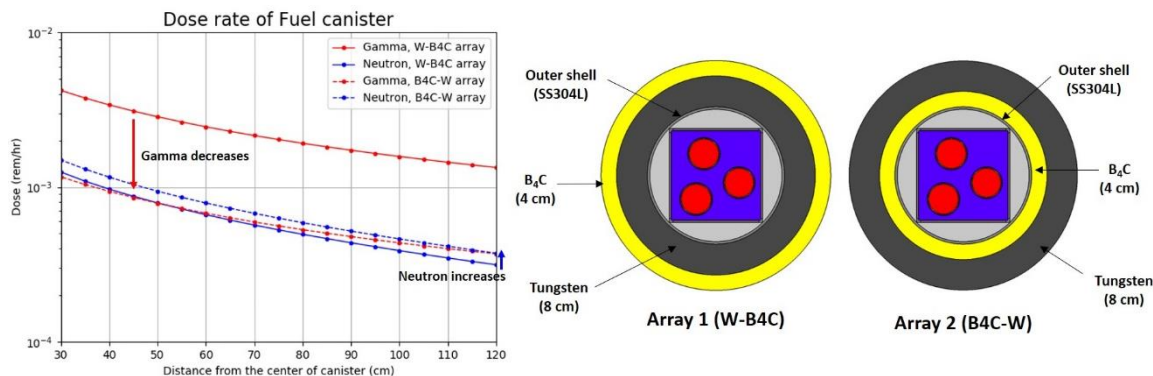 Dose rate of Fuel canister
Dose (rem/hr)
10⁻²
10⁻³
10⁻⁴
Gamma, W-B4C array
Neutron, W-B4C array
Gamma, B4C-W array
Neutron, B4C-W array
Gamma decreases
Neutron increases
30 40 50 60 70 80 90 100 110 120
Distance from the center of canister (cm)
Outer shell
(SS304L)
B₄C
(4 cm)
Tungsten
(8 cm)
Array 1 (W-B4C)
Outer shell
(SS304L)
B₄C
(4 cm)
Tungsten
(8 cm)
Array 2 (B4C-W)